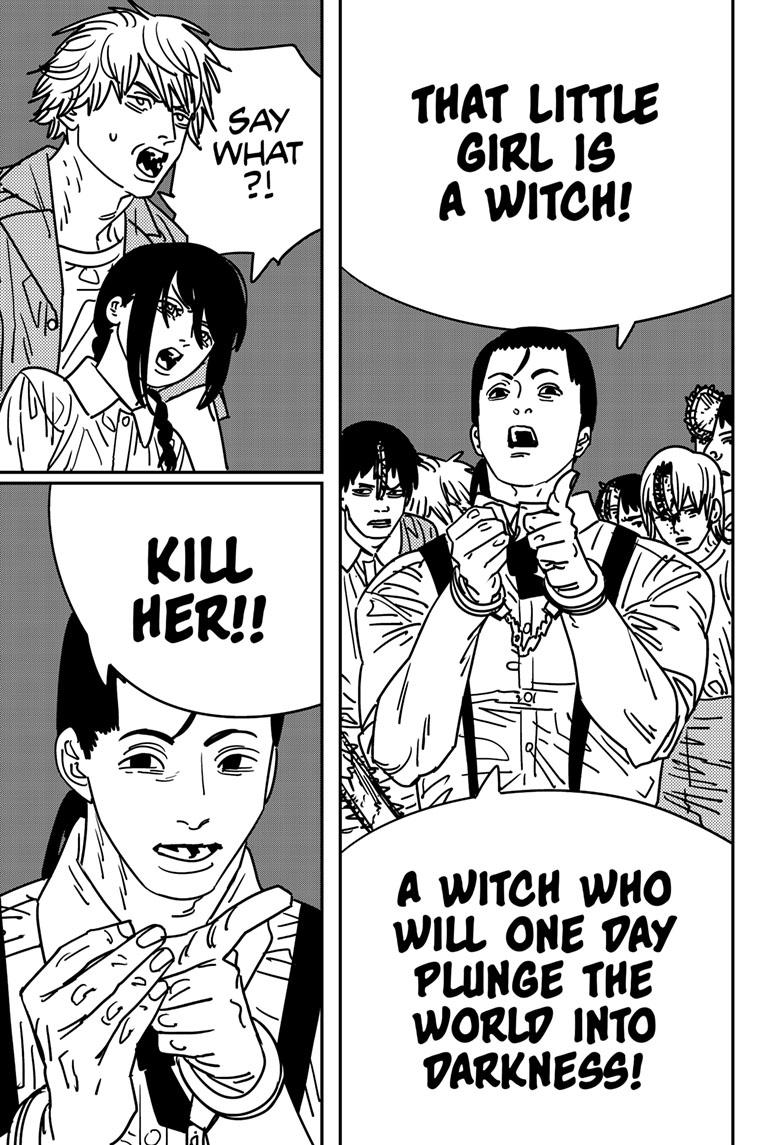 THAT LITTLE
GIRL IS
A WITCH!
A WITCH WHO
WILL ONE DAY
PLUNGE THE
WORLD INTO
DARKNESS!
SAY
WHAT
?!
KILL
HER!!